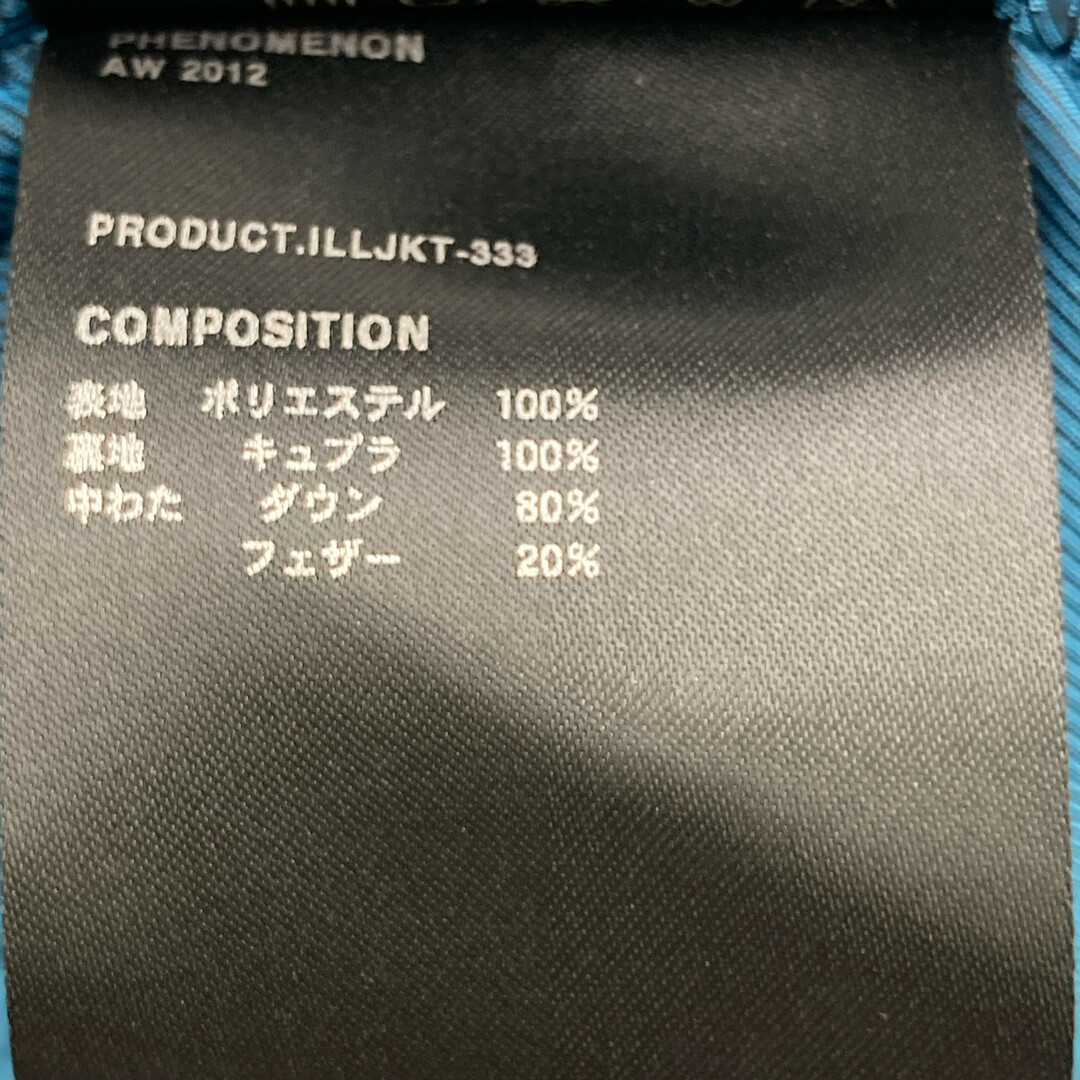 PHENOMENON
AW 2012
PRODUCT.ILLJKT-333
COMPOSITION
表地 ポリエステル 100%
裏地 キュプラ 100%
中わた ダウン 80%
フェザー 20%